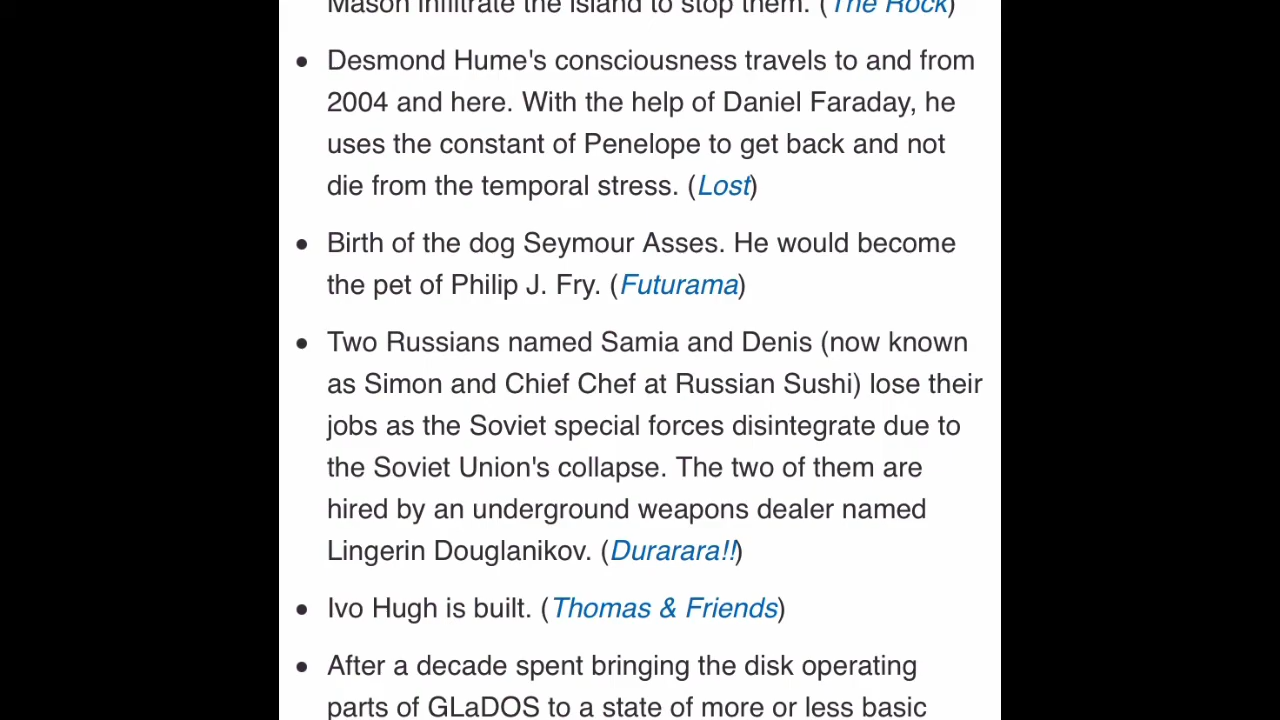 Mason infiltrate the island to stop them. (The Rock)
• Desmond Hume's consciousness travels to and from
2004 and here. With the help of Daniel Faraday, he
uses the constant of Penelope to get back and not
die from the temporal stress. (Lost)
• Birth of the dog Seymour Asses. He would become
the pet of Philip J. Fry. (Futurama)
• Two Russians named Samia and Denis (now known
as Simon and Chief Chef at Russian Sushi) lose their
jobs as the Soviet special forces disintegrate due to
the Soviet Union's collapse. The two of them are
hired by an underground weapons dealer named
Lingerin Douglanikov. (Durarara!!)
• Ivo Hugh is built. (Thomas & Friends)
• After a decade spent bringing the disk operating
parts of GLaDOS to a state of more or less basic